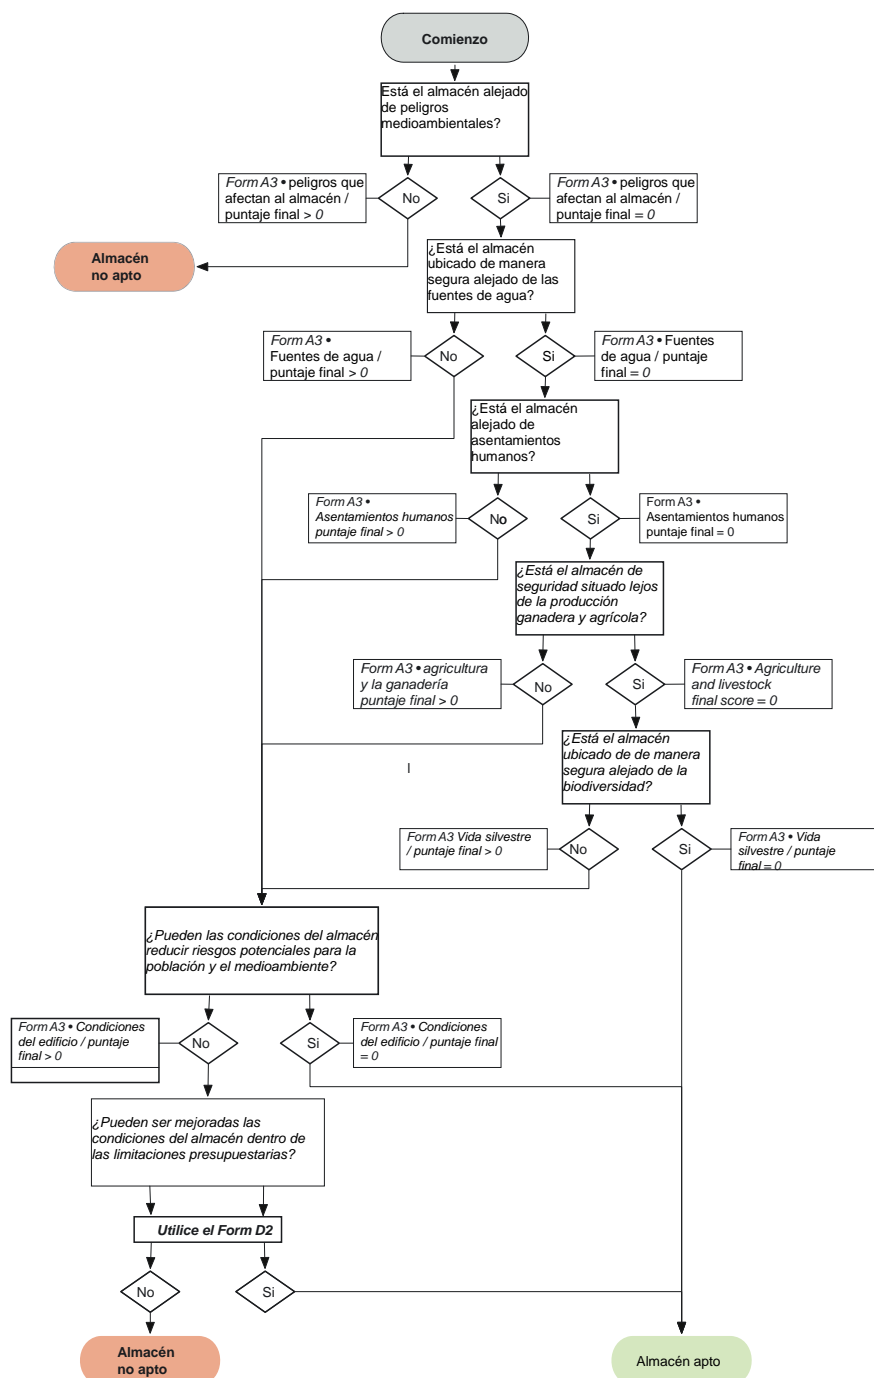 Comienzo
Está el almacén alejado
de peligros
medioambientales?
Form A3 • peligros que
afectan al almacén /
puntaje final > 0
No
Si
Form A3 • peligros que
afectan al almacén /
puntaje final = 0
Almacén
no apto
¿Está el almacén
ubicado de manera
segura alejado de las
fuentes de agua?
Form A3 •
Fuentes de agua /
puntaje final > 0
No
Si
Form A3 • Fuentes
de agua / puntaje
final = 0
¿Está el almacén
alejado de
asentamientos
humanos?
Form A3 •
Asentamientos humanos
puntaje final > 0
No
Si
Form A3 •
Asentamientos humanos
puntaje final = 0
¿Está el almacén de
seguridad situado lejos
de la producción
ganadera y agrícola?
Form A3 • agricultura
y la ganadería
puntaje final > 0
No
Si
Form A3 • Agriculture
and livestock
final score = 0
¿Está el almacén
ubicado de de manera
segura alejado de la
biodiversidad?
l
Form A3 Vida silvestre
/ puntaje final > 0
No
Si
Form A3 • Vida
silvestre / puntaje
final = 0
¿Pueden las condiciones del almacén
reducir riesgos potenciales para la
población y el medioambiente?
Form A3 • Condiciones
del edificio / puntaje
final > 0
No
Si
Form A3 • Condiciones
del edificio / puntaje final
= 0
¿Pueden ser mejoradas las
condiciones del almacén dentro de
las limitaciones presupuestarias?
Utilice el Form D2
No
Si
Almacén
no apto
Almacén apto